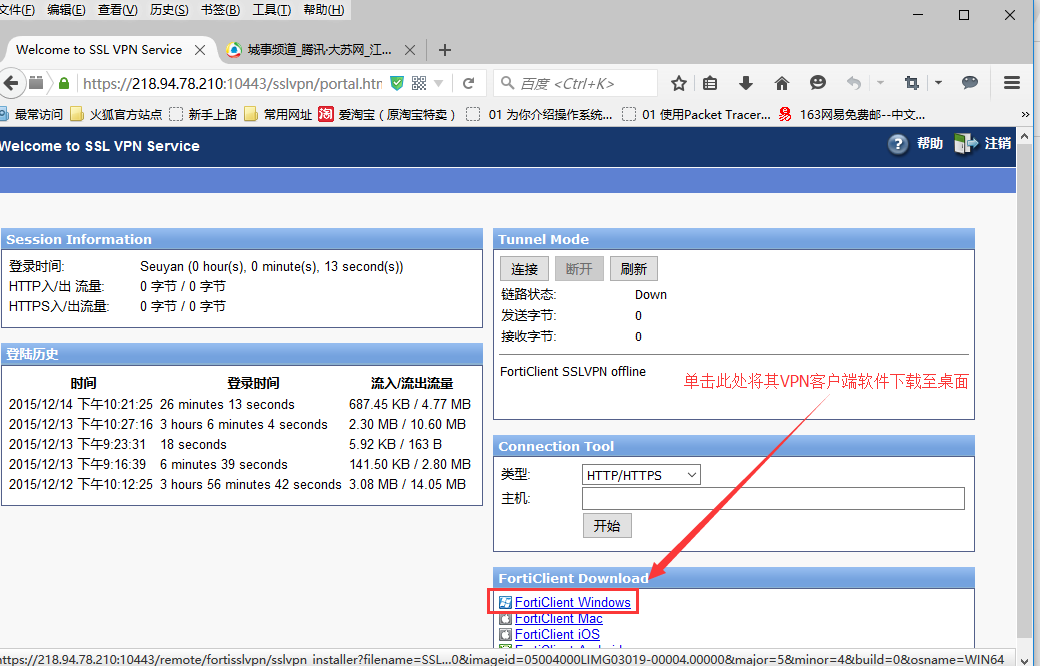 文件(F) 编辑(E) 查看(V) 历史(S) 书签(B) 工具(T) 帮助(H)
Welcome to SSL VPN Service 城事频道_腾讯·大苏网_江...
https://218.94.78.210:10443/sslvpn/portal.htm 百度 <Ctrl+K>
最常访问 火狐官方站点 新手上路 常用网址 淘 爱淘宝（原淘宝特卖） 01 为你介绍操作系统... 01 使用Packet Tracer... 163网易免费邮--中文... »
Welcome to SSL VPN Service 帮助 注销
Session Information
登录时间: Seuyan (0 hour(s), 0 minute(s), 13 second(s))
HTTP入/出 流量: 0 字节 / 0 字节
HTTPS入/出流量: 0 字节 / 0 字节
登陆历史
时间 登录时间 流入/流出流量
2015/12/14 下午10:21:25 26 minutes 13 seconds 687.45 KB / 4.77 MB
2015/12/13 下午10:27:16 3 hours 6 minutes 4 seconds 2.30 MB / 10.60 MB
2015/12/13 下午9:23:31 18 seconds 5.92 KB / 163 B
2015/12/13 下午9:16:39 6 minutes 39 seconds 141.50 KB / 2.80 MB
2015/12/12 下午10:12:25 3 hours 56 minutes 42 seconds 3.08 MB / 14.05 MB
Tunnel Mode
连接 断开 刷新
链路状态: Down
发送字节: 0
接收字节: 0
FortiClient SSLVPN offline
单击此处将其VPN客户端软件下载至桌面
Connection Tool
类型: HTTP/HTTPS
主机:
开始
FortiClient Download
FortiClient Windows
FortiClient Mac
FortiClient iOS
https://218.94.78.210:10443/remote/fortisslvpn/sslvpn_installer?filename=SSL...0&imageid=05004000LIMG03019-00004.00000&major=5&minor=4&build=0&osname=WIN64